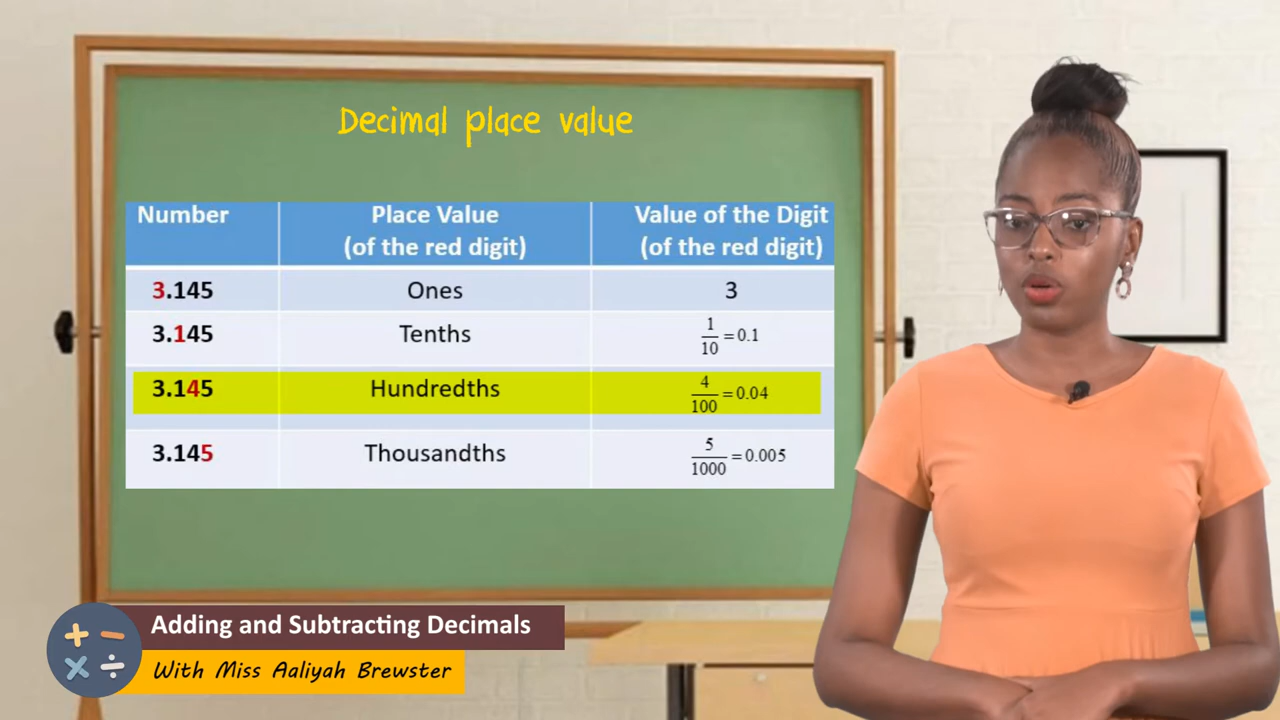 Decimal place value
Number Place Value Value of the Digit
(of the red digit) (of the red digit)
3.145 Ones 3
3.145 Tenths 1/10 = 0.1
3.145 Hundredths 4/100 = 0.04
3.145 Thousandths 5/1000 = 0.005
Adding and Subtracting Decimals
With Miss Aaliyah Brewster